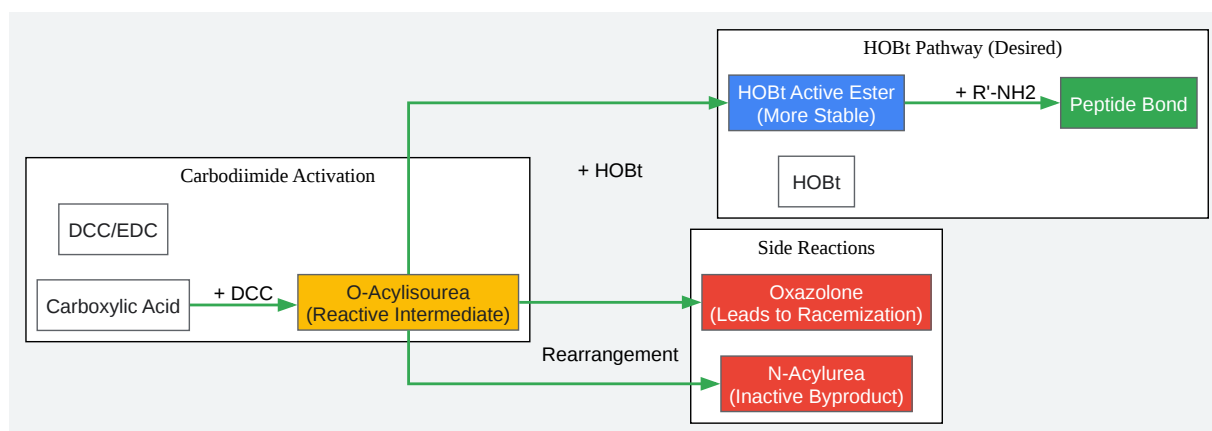 HOBt Pathway (Desired)
HOBt Active Ester
(More Stable)
+ R'-NH2
Peptide Bond
HOBt
+ HOBt
Carbodiimide Activation
DCC/EDC
Carboxylic Acid
+ DCC
O-Acylisourea
(Reactive Intermediate)
Side Reactions
Oxazolone
(Leads to Racemization)
Rearrangement
N-Acylurea
(Inactive Byproduct)